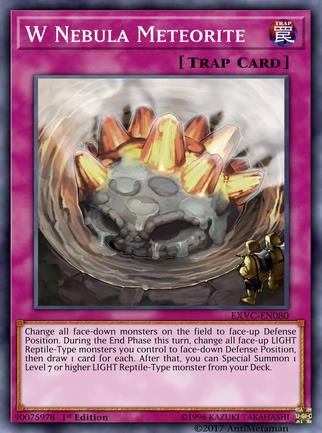 W Nebula Meteorite
TRAP
罠
[Trap Card]
EXVC-EN080
Change all face-down monsters on the field to face-up Defense
Position. During the End Phase this turn, change all face-up LIGHT
Reptile-Type monsters you control to face-down Defense Position,
then draw 1 card for each. After that, you can Special Summon 1
Level 7 or higher LIGHT Reptile-Type monster from your Deck.
90075978 1st Edition ©1996 KAZUKI TAKAHASHI
©2017 AntiMetaman